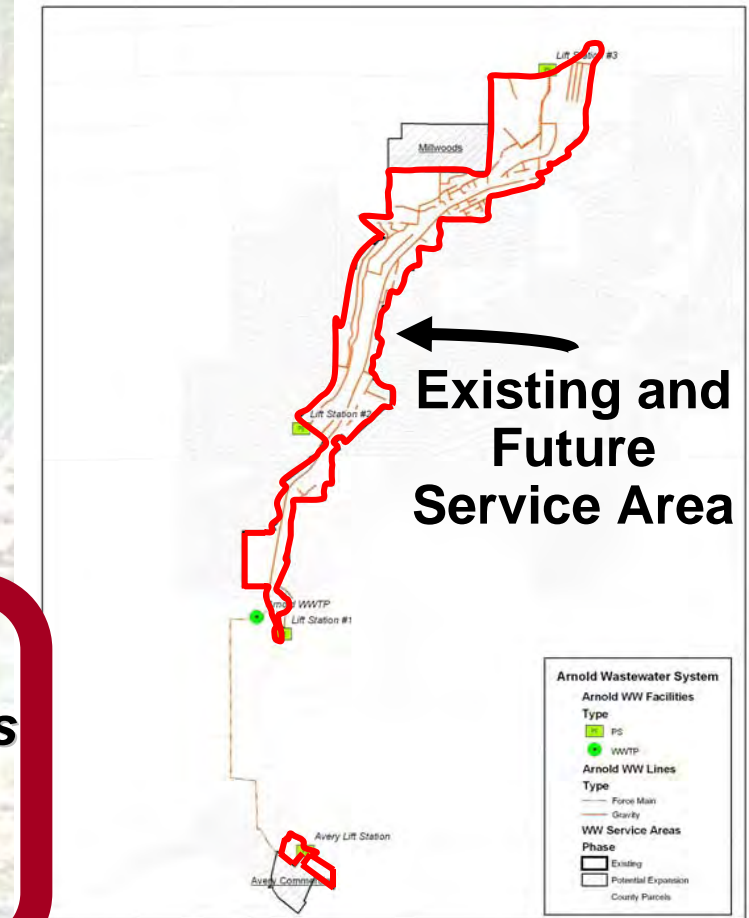 Lift Station #3
Millwoods
Existing and
Future
Service Area
Lift Station #2
WWTP
Lift Station #1
s
Avery Lift Station
Avery
Arnold Wastewater System
Arnold WW Facilities
Type
PS
WWTP
Arnold WW Lines
Type
Force Main
Gravity
WW Service Areas
Phase
Existing
Potential Expansion
County Parcels